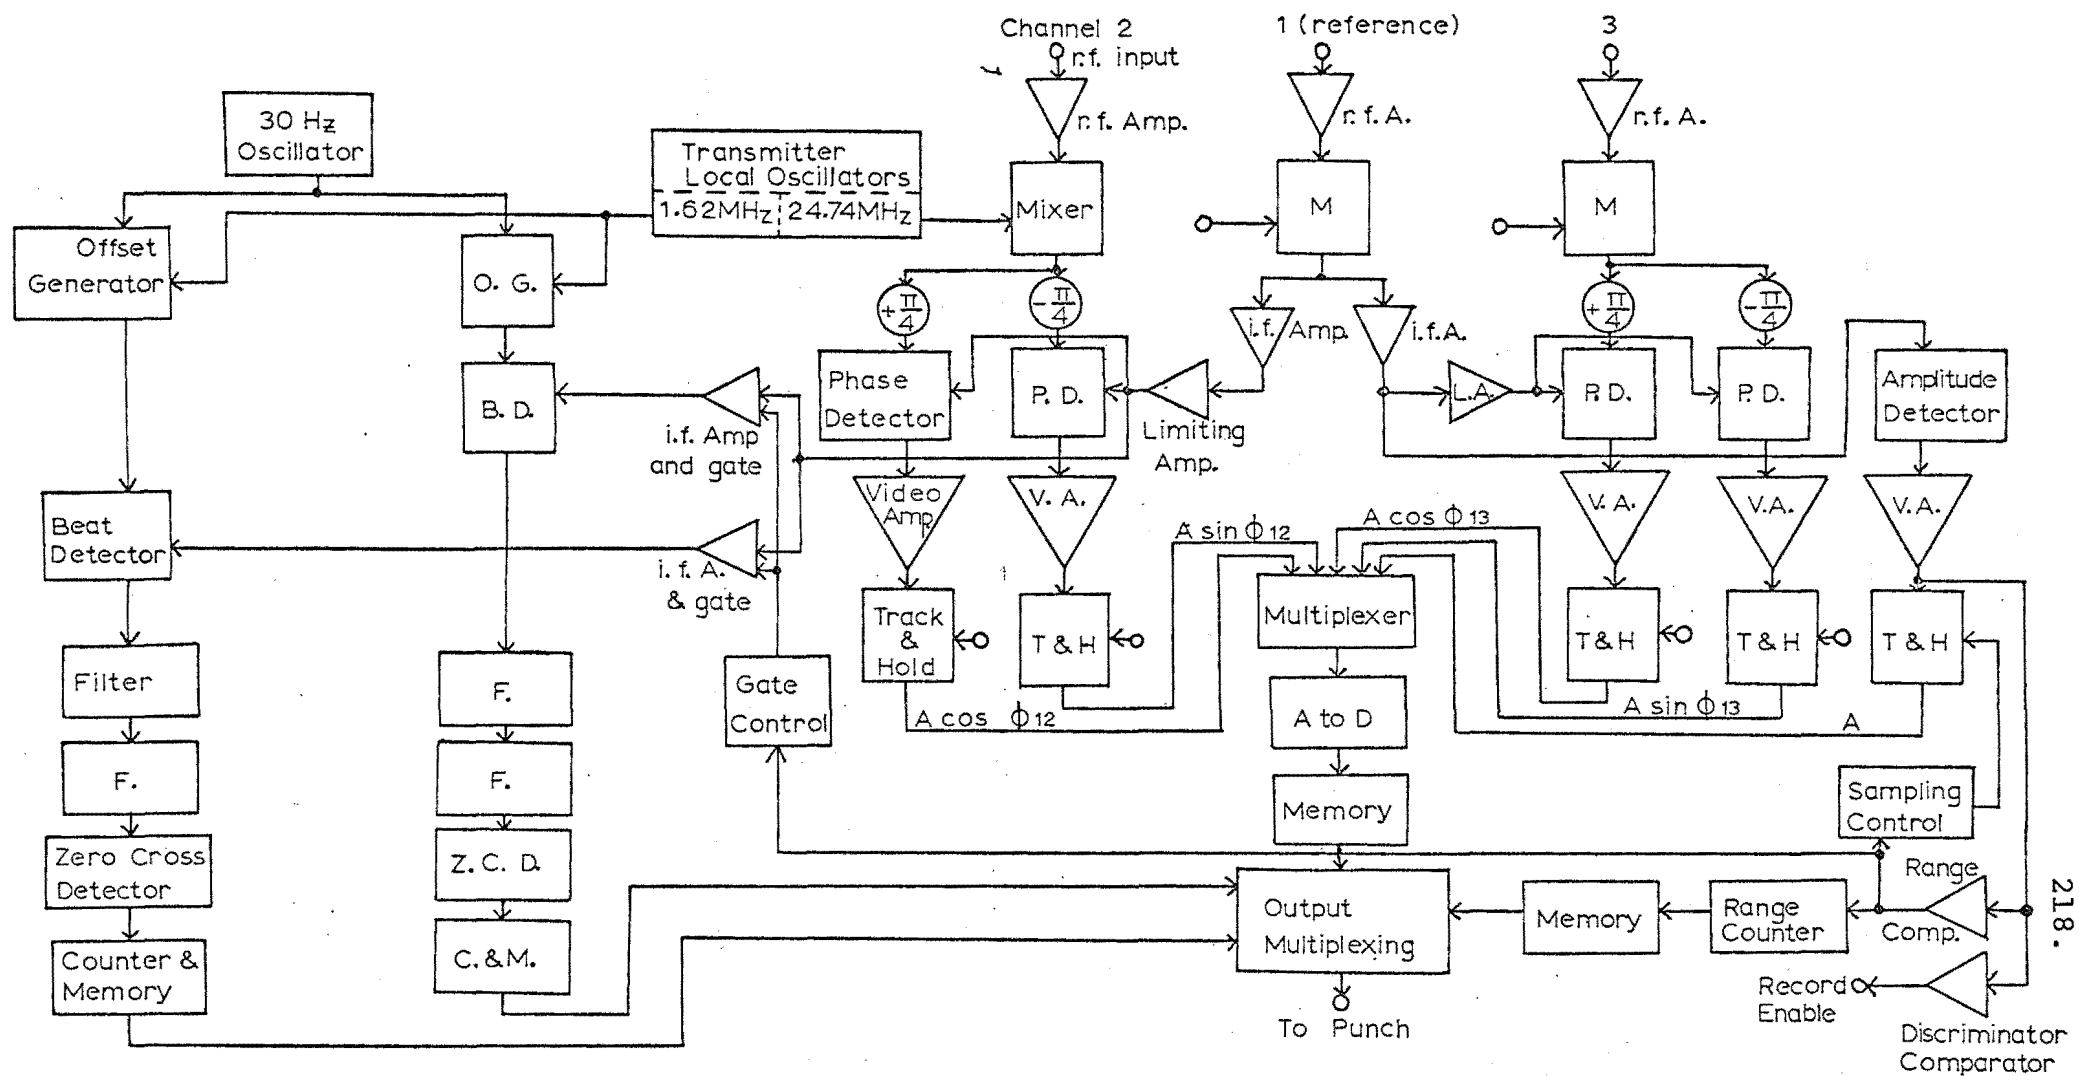 Channel 2
r.f. input
1 (reference)
3
r.f. Amp.
r.f. A.
r.f. A.
30 Hz
Oscillator
Transmitter
Local Oscillators
1.62MHz
24.74MHz
Mixer
M
M
Offset
Generator
O. G.
+π/4
-π/4
i.f. Amp.
i.f.A.
+π/4
-π/4
Phase
Detector
P. D.
Limiting
Amp.
L.A.
P.D.
P.D.
Amplitude
Detector
B. D.
i.f. Amp
and gate
Video
Amp.
V. A.
V.A.
V.A.
V.A.
A sin ϕ12
A cos ϕ13
Beat
Detector
i.f.A.
& gate
Track
&
Hold
T & H
Multiplexer
T & H
T & H
T & H
Filter
F.
Gate
Control
A cos ϕ12
A to D
A sin ϕ13
A
F.
F.
Memory
Sampling
Control
Zero Cross
Detector
Z. C. D.
Range
Comp.
Output
Multiplexing
Memory
Range
Counter
218.
Counter &
Memory
C. & M.
Record
Enable
To Punch
Discriminator
Comparator